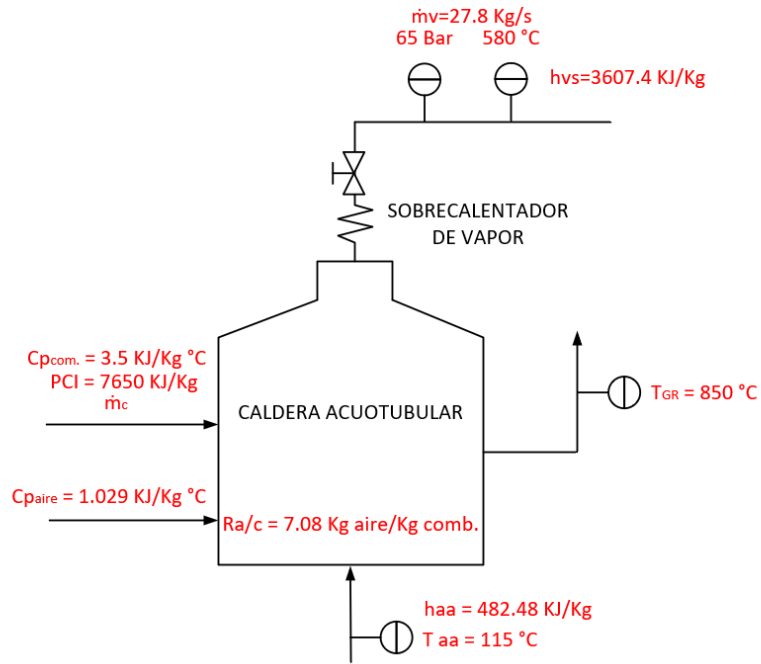 ṁv=27.8 Kg/s
65 Bar 580 °C
hvs=3607.4 KJ/Kg
SOBRECALENTADOR
DE VAPOR
Cpcom. = 3.5 KJ/Kg °C
PCI = 7650 KJ/Kg
ṁc
CALDERA ACUOTUBULAR
TGR = 850 °C
Cpaire = 1.029 KJ/Kg °C
Ra/c = 7.08 Kg aire/Kg comb.
haa = 482.48 KJ/Kg
T aa = 115 °C